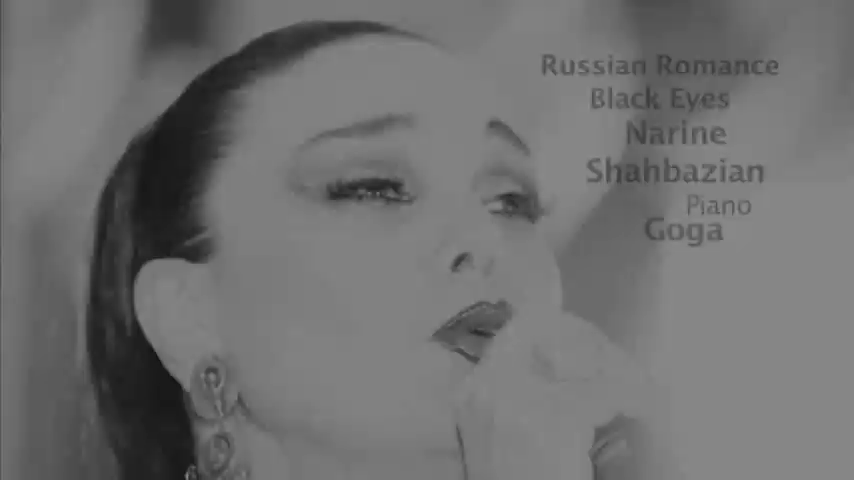 Russian Romance
Black Eyes
Narine
Shahbazian
Piano
Goga